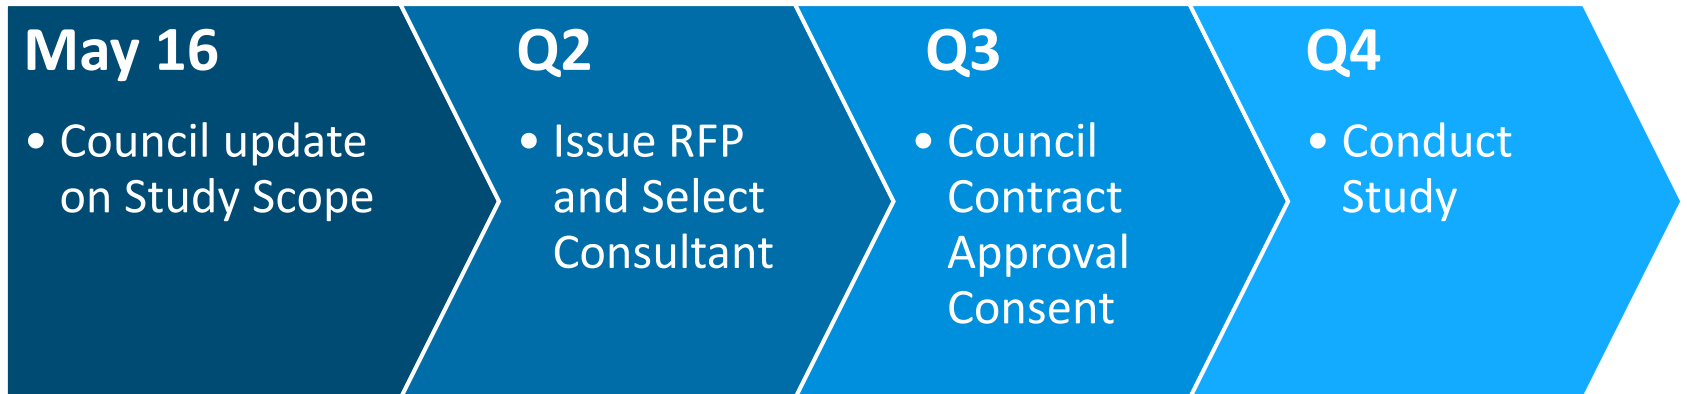 May 16
• Council update
on Study Scope
Q2
• Issue RFP
and Select
Consultant
Q3
• Council
Contract
Approval
Consent
Q4
• Conduct
Study